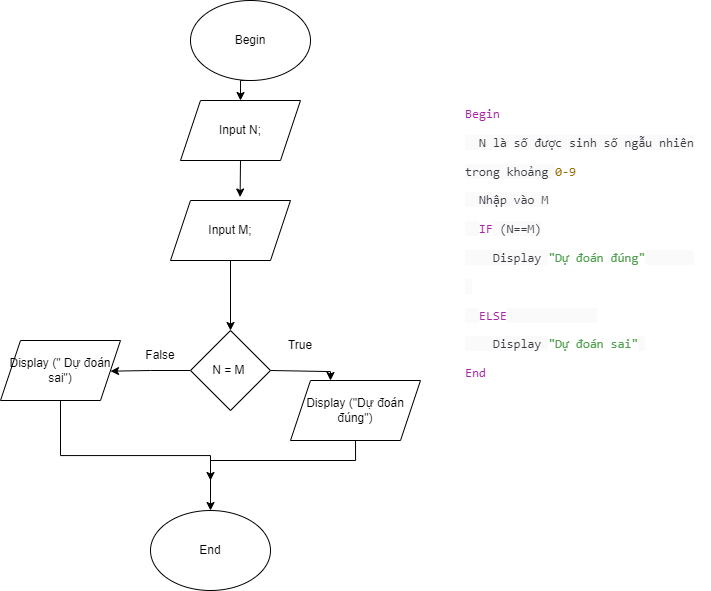 Begin
Input N;
Input M;
False
True
Display (" Dự đoán
sai")
N = M
Display ("Dự đoán
đúng")
End
Begin
N là số được sinh số ngẫu nhiên
trong khoảng 0-9
Nhập vào M
IF (N==M)
Display "Dự đoán đúng"
ELSE
Display "Dự đoán sai"
End